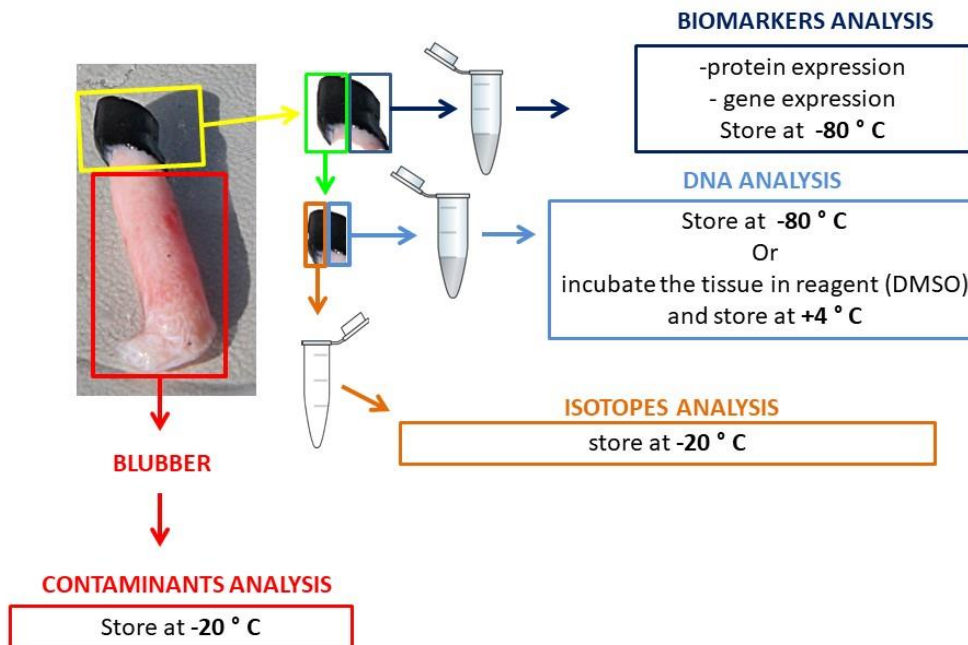 BIOMARKERS ANALYSIS
-protein expression
- gene expression
Store at -80 ° C
DNA ANALYSIS
Store at -80 ° C
Or
incubate the tissue in reagent (DMSO)
and store at +4 ° C
ISOTOPES ANALYSIS
store at -20 ° C
BLUBBER
CONTAMINANTS ANALYSIS
Store at -20 ° C